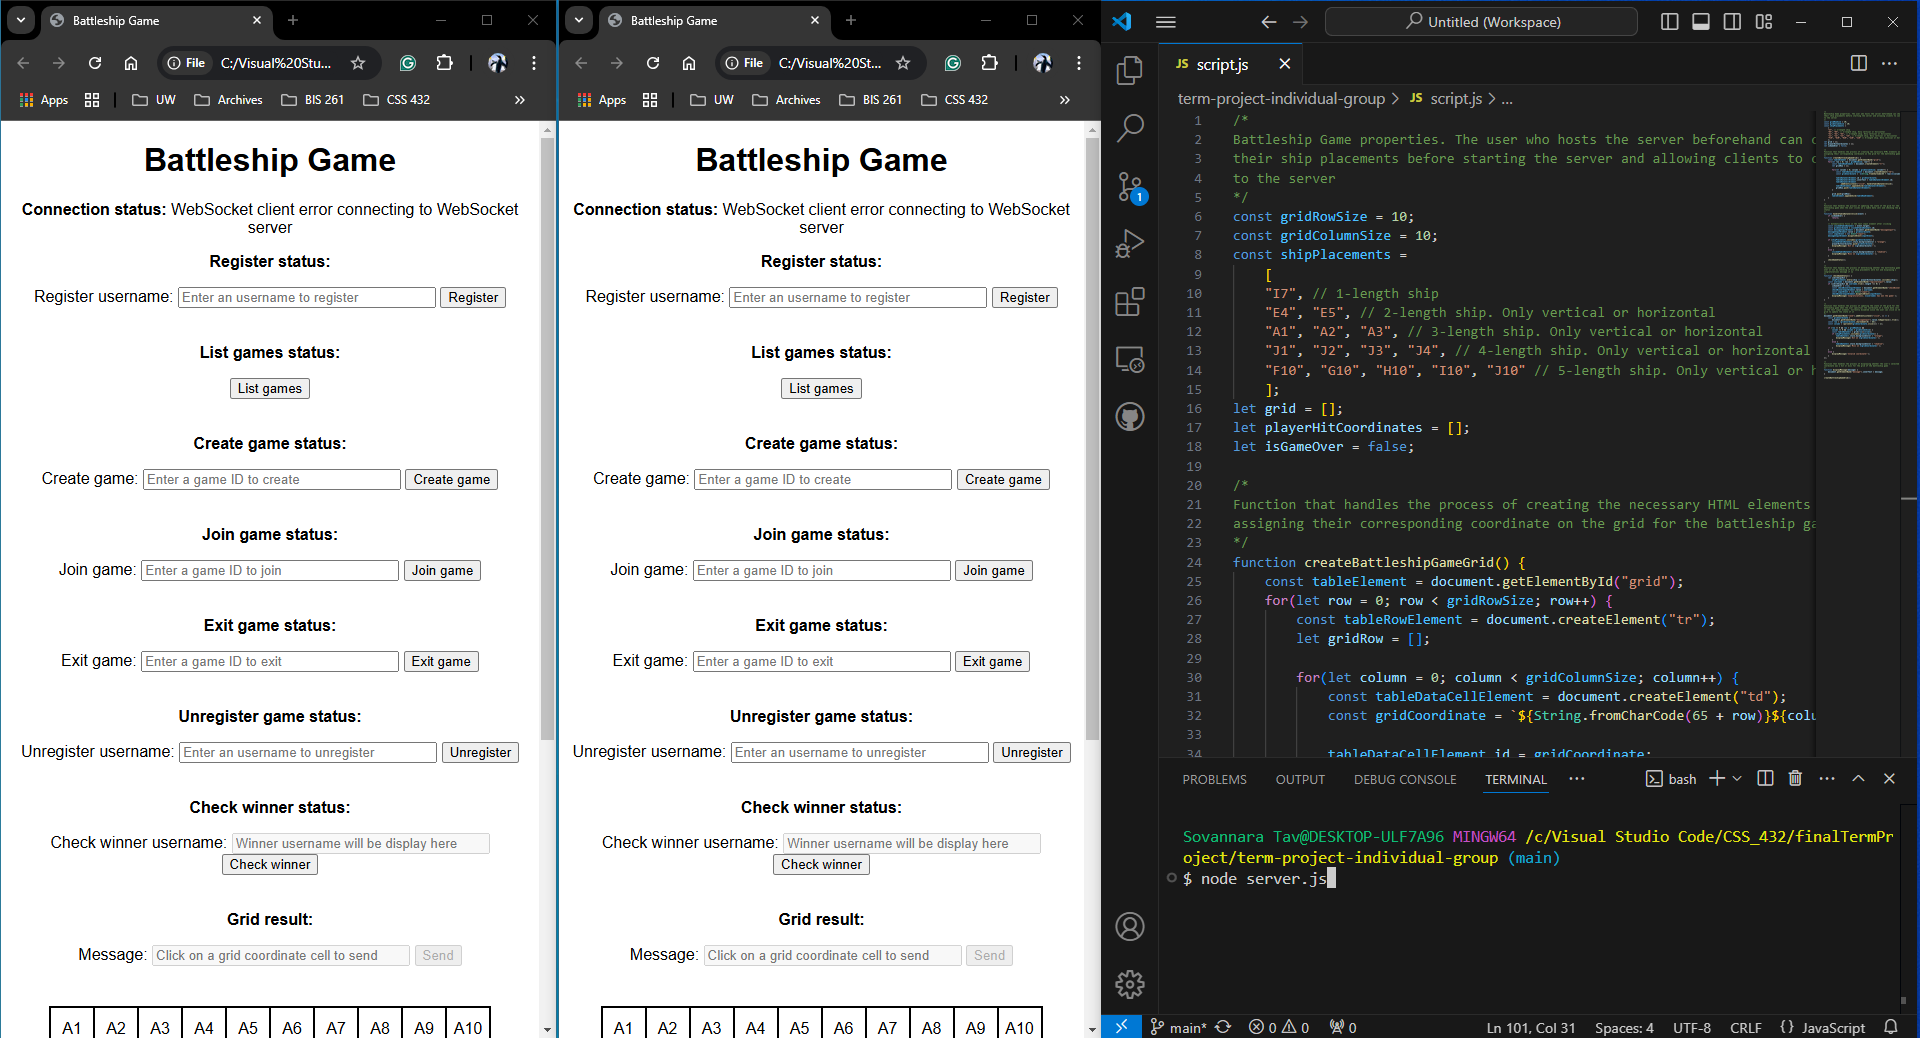 Battleship Game
File
C:/Visual%20Stu...
Apps
UW
Archives
BIS 261
CSS 432
»
Battleship Game
Connection status: WebSocket client error connecting to WebSocket
server
Register status:
Register username:
Enter an username to register
Register
List games status:
List games
Create game status:
Create game:
Enter a game ID to create
Create game
Join game status:
Join game:
Enter a game ID to join
Join game
Exit game status:
Exit game:
Enter a game ID to exit
Exit game
Unregister game status:
Unregister username:
Enter an username to unregister
Unregister
Check winner status:
Check winner username:
Winner username will be display here
Check winner
Grid result:
Message:
Click on a grid coordinate cell to send
Send
A1 A2 A3 A4 A5 A6 A7 A8 A9 A10
Battleship Game
File
C:/Visual%20St...
Apps
UW
Archives
BIS 261
CSS 432
»
Battleship Game
Connection status: WebSocket client error connecting to WebSocket
server
Register status:
Register username:
Enter an username to register
Register
List games status:
List games
Create game status:
Create game:
Enter a game ID to create
Create game
Join game status:
Join game:
Enter a game ID to join
Join game
Exit game status:
Exit game:
Enter a game ID to exit
Exit game
Unregister game status:
Unregister username:
Enter an username to unregister
Unregister
Check winner status:
Check winner username:
Winner username will be display here
Check winner
Grid result:
Message:
Click on a grid coordinate cell to send
Send
A1 A2 A3 A4 A5 A6 A7 A8 A9 A10
Untitled (Workspace)
JS script.js
term-project-individual-group > JS script.js > ...
1
1 /*
2 Battleship Game properties. The user who hosts the server beforehand can c
3 their ship placements before starting the server and allowing clients to c
4 to the server
5 */
6 const gridRowSize = 10;
7 const gridColumnSize = 10;
8 const shipPlacements =
9 [
10 "I7", // 1-length ship
11 "E4", "E5", // 2-length ship. Only vertical or horizontal
12 "A1", "A2", "A3", // 3-length ship. Only vertical or horizontal
13 "J1", "J2", "J3", "J4", // 4-length ship. Only vertical or horizontal
14 "F10", "G10", "H10", "I10", "J10" // 5-length ship. Only vertical or h
15 ];
16 let grid = [];
17 let playerHitCoordinates = [];
18 let isGameOver = false;
19
20 /*
21 Function that handles the process of creating the necessary HTML elements
22 assigning their corresponding coordinate on the grid for the battleship ga
23 */
24 function createBattleshipGameGrid() {
25 const tableElement = document.getElementById("grid");
26 for(let row = 0; row < gridRowSize; row++) {
27 const tableRowElement = document.createElement("tr");
28 let gridRow = [];
29
30 for(let column = 0; column < gridColumnSize; column++) {
31 const tableDataCellElement = document.createElement("td");
32 const gridCoordinate = `${String.fromCharCode(65 + row)}${colu
33
34 tableDataCellElement.id = gridCoordinate;
PROBLEMS OUTPUT DEBUG CONSOLE TERMINAL ... bash
Sovannara Tav@DESKTOP-ULF7A96 MINGW64 /c/Visual Studio Code/CSS_432/finalTermPr
oject/term-project-individual-group (main)
$ node server.js
main* 0 0 0 Ln 101, Col 31 Spaces: 4 UTF-8 CRLF {} JavaScript